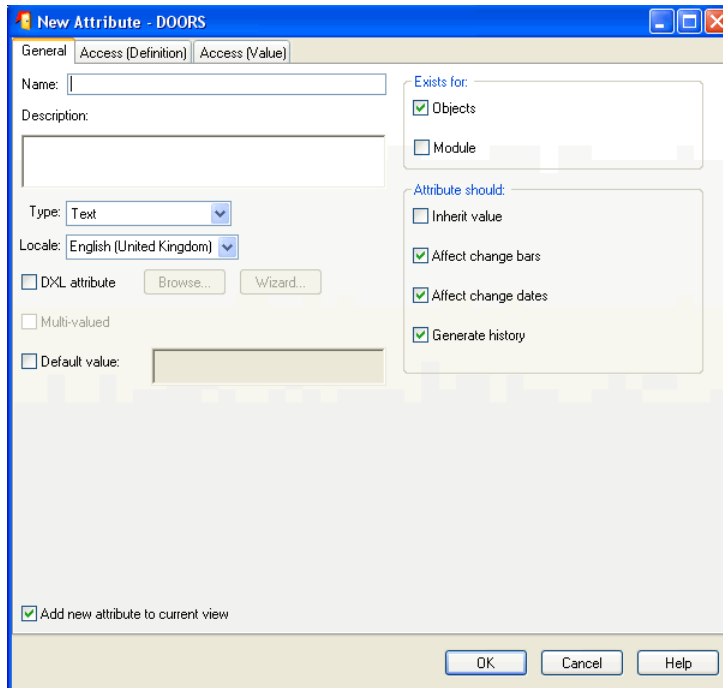 New Attribute - DOORS
General Access (Definition) Access (Value)
Name:
Description:
Type: Text
Locale: English (United Kingdom)
DXL attribute Browse... Wizard...
Multi-valued
Default value:
Exists for:
Objects
Module
Attribute should:
Inherit value
Affect change bars
Affect change dates
Generate history
Add new attribute to current view
OK Cancel Help